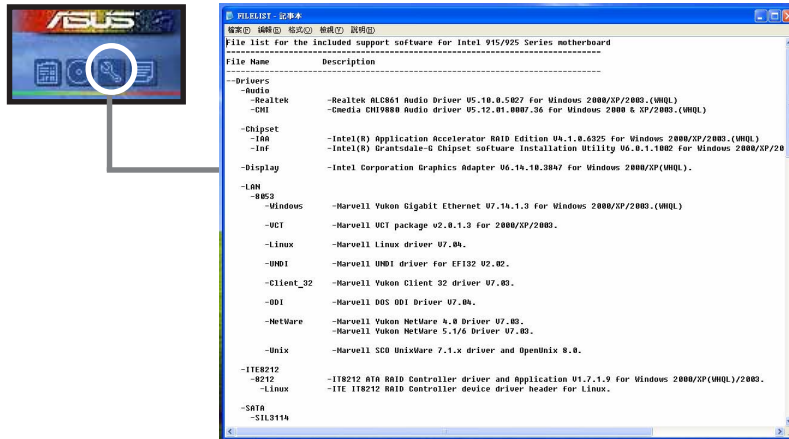 ASUS
FILELIST - 記事本
檔案(F) 編輯(E) 格式(O) 檢視(V) 說明(H)
File list for the included support software for Intel 915/925 Series motherboard
--------------------------------------------------------------------------------
File Name Description
--------------------------------------------------------------------------------
--Drivers
-Audio
-Realtek -Realtek ALC861 Audio Driver V5.10.0.5027 for Windows 2000/XP/2003.(WHQL)
-CMI -Cmedia CMI9880 Audio driver V5.12.01.0007.36 for Windows 2000 & XP/2003.(WHQL)
-Chipset
-IAA -Intel(R) Application Accelerator RAID Edition V4.1.0.6325 for Windows 2000/XP/2003.(WHQL)
-Inf -Intel(R) Grantsdale-G Chipset software Installation Utility V6.0.1.1002 for Windows 2000/XP/20
-Display -Intel Corporation Graphics Adapter V6.14.10.3847 for Windows 2000/XP(WHQL).
-LAN
-8053
-Windows -Marvell Yukon Gigabit Ethernet V7.14.1.3 for Windows 2000/XP/2003.(WHQL)
-VCT -Marvell VCT package v2.0.1.3 for 2000/XP/2003.
-Linux -Marvell Linux driver V7.04.
-UNDI -Marvell UNDI driver for EFI32 V2.02.
-Client_32 -Marvell Yukon Client 32 driver V7.03.
-ODI -Marvell DOS ODI Driver V7.04.
-NetWare -Marvell Yukon NetWare 4.0 Driver V7.03.
-Marvell Yukon NetWare 5.1/6 Driver V7.03.
-Unix -Marvell SCO UnixWare 7.1.x driver and OpenUnix 8.0.
-ITE8212
-8212 -IT8212 ATA RAID Controller driver and Application V1.7.1.9 for Windows 2000/XP(WHQL)/2003.
-Linux -ITE IT8212 RAID Controller device driver header for Linux.
-SATA
-SIL3114